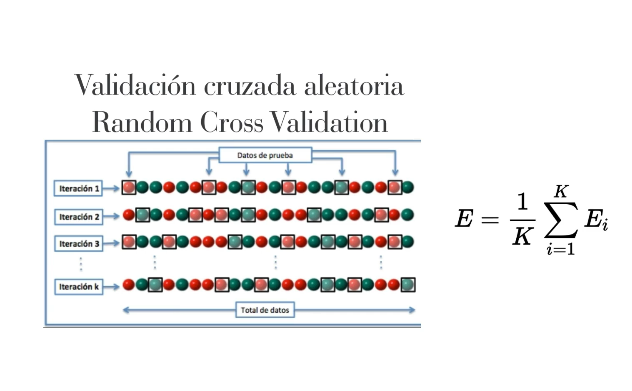 Validación cruzada aleatoria
Random Cross Validation
Datos de prueba
Iteración 1
Iteración 2
Iteración 3
Iteración k
Total de datos
E = \frac{1}{K} \sum_{i=1}^{K} E_i